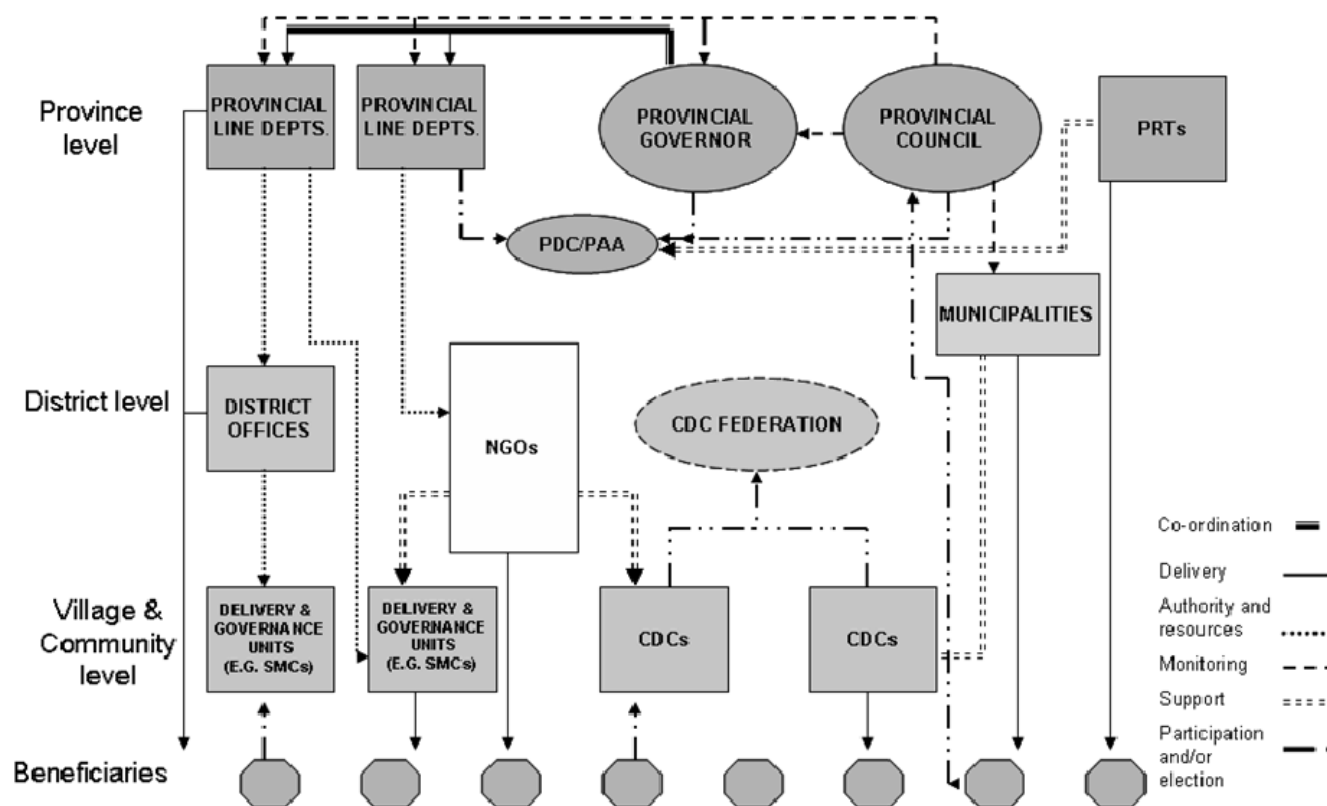 Province
level
PROVINCIAL
LINE DEPTS.
PROVINCIAL
LINE DEPTS.
PROVINCIAL
GOVERNOR
PROVINCIAL
COUNCIL
PRTs
PDC/PAA
MUNICIPALITIES
District level
DISTRICT
OFFICES
NGOs
CDC FEDERATION
Village &
Community
level
DELIVERY &
GOVERNANCE
UNITS
(E.G. SMCs)
DELIVERY &
GOVERNANCE
UNITS
(E.G. SMCs)
CDCs
CDCs
Beneficiaries
Co-ordination
Delivery
Authority and
resources
Monitoring
Support
Participation
and/or
election